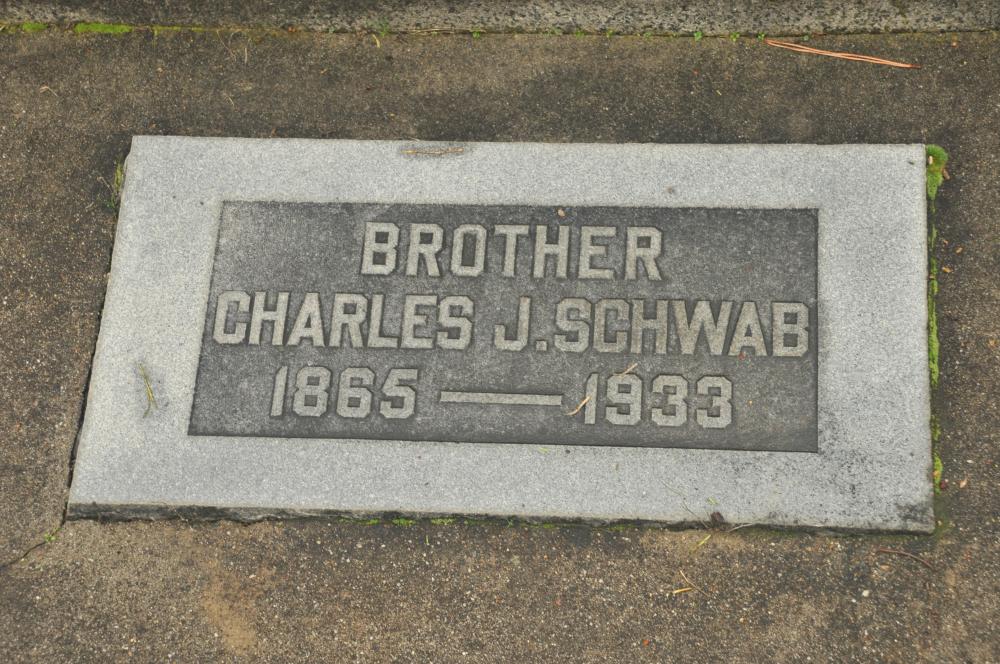 BROTHER
CHARLES J. SCHWAB
1865 — 1933